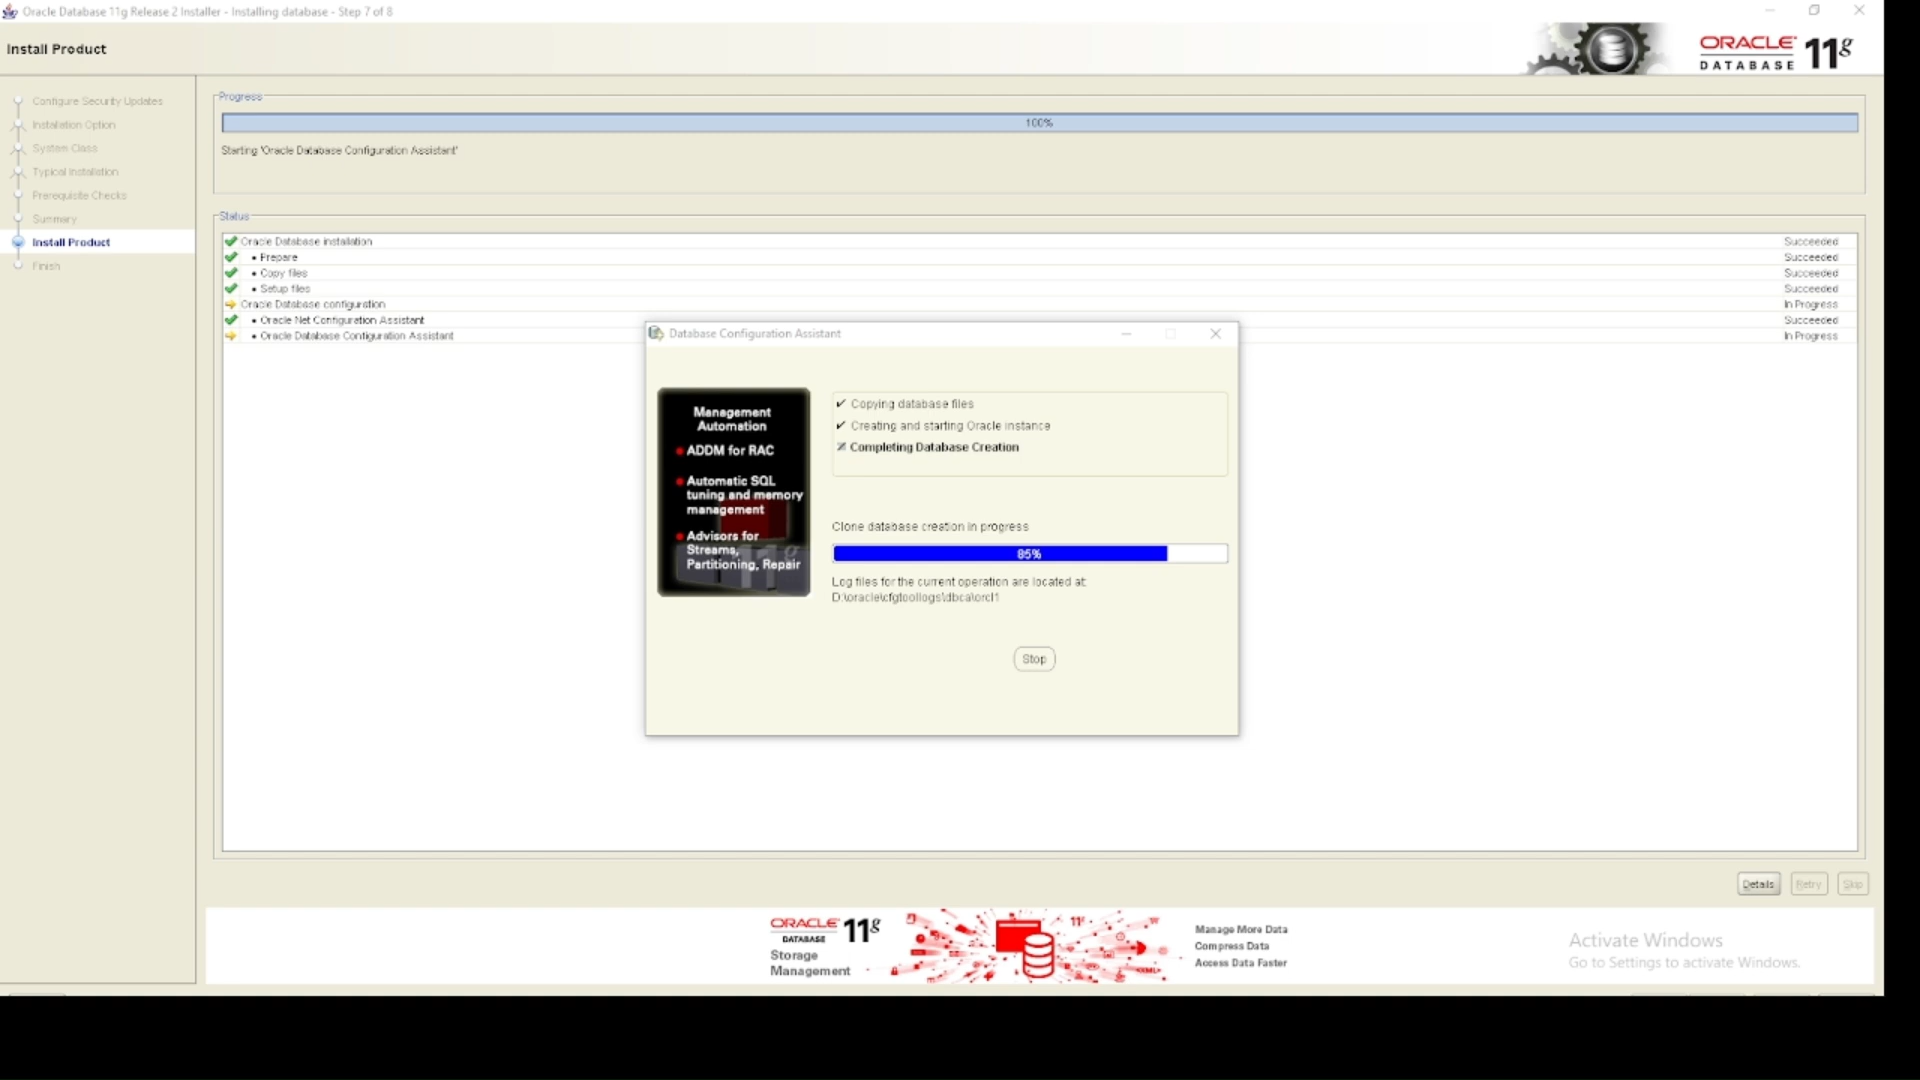 Oracle Database 11g Release 2 Installer - Installing database - Step 7 of 8
Install Product
ORACLE DATABASE 11g
Configure Security Updates
Installation Option
System Class
Typical Installation
Prerequisite Checks
Summary
Install Product
Finish
Progress
100%
Starting 'Oracle Database Configuration Assistant'
Status
Oracle Database installation Succeeded
• Prepare Succeeded
• Copy files Succeeded
• Setup files Succeeded
Oracle Database configuration In Progress
• Oracle Net Configuration Assistant Succeeded
• Oracle Database Configuration Assistant In Progress
Database Configuration Assistant
Management
Automation
ADDM for RAC
Automatic SQL
tuning and memory
management
Advisors for
Streams,
Partitioning, Repair
11g
Copying database files
Creating and starting Oracle instance
Completing Database Creation
Clone database creation in progress
85%
Log files for the current operation are located at:
D:\oracle\cfgtoollogs\dbca\orcl1
Stop
Details Retry Skip
ORACLE DATABASE 11g
Storage
Management
11g
Manage More Data
Compress Data
Access Data Faster
Activate Windows
Go to Settings to activate Windows.